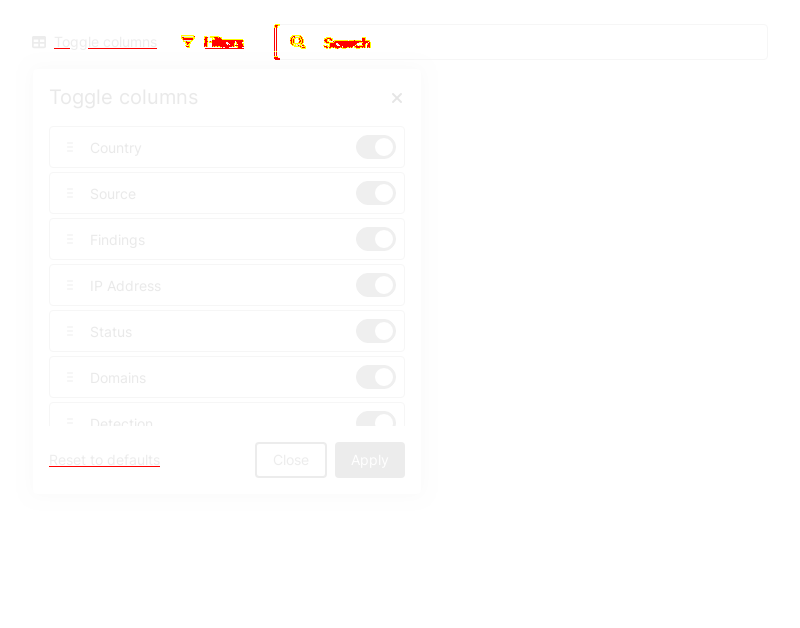 Toggle columns Filters Search
Toggle columns
Country
Source
Findings
IP Address
Status
Domains
Detection
Reset to defaults Close Apply